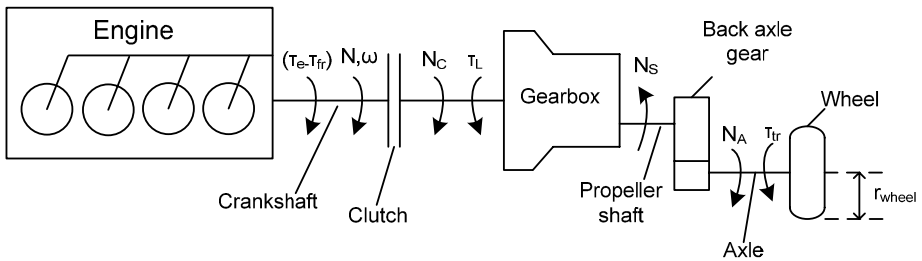 Engine
(τe-τfr)
N,ω
NC
τL
Gearbox
NS
Back axle
gear
Wheel
NA
τtr
rwheel
Crankshaft
Clutch
Propeller
shaft
Axle